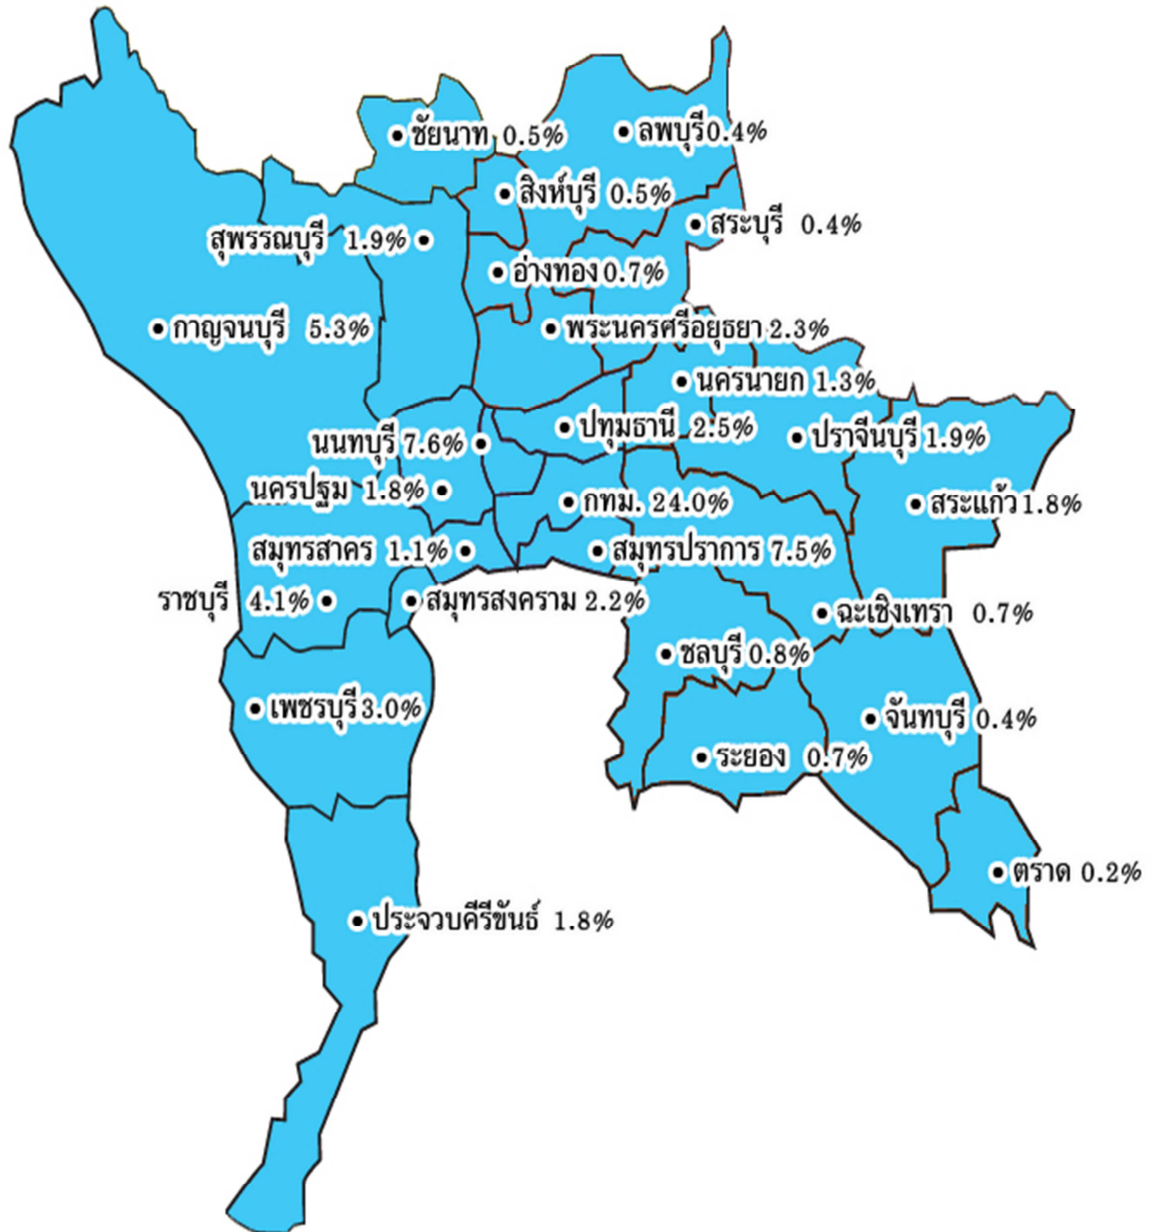 ชัยนาท 0.5%
ลพบุรี 0.4%
สิงห์บุรี 0.5%
สระบุรี 0.4%
สุพรรณบุรี 1.9%
อ่างทอง 0.7%
กาญจนบุรี 5.3%
พระนครศรีอยุธยา 2.3%
นครนายก 1.3%
ปทุมธานี 2.5%
ปราจีนบุรี 1.9%
นนทบุรี 7.6%
นครปฐม 1.8%
กทม. 24.0%
สระแก้ว 1.8%
สมุทรสาคร 1.1%
สมุทรปราการ 7.5%
ราชบุรี 4.1%
สมุทรสงคราม 2.2%
ฉะเชิงเทรา 0.7%
ชลบุรี 0.8%
เพชรบุรี 3.0%
จันทบุรี 0.4%
ระยอง 0.7%
ตราด 0.2%
ประจวบคีรีขันธ์ 1.8%